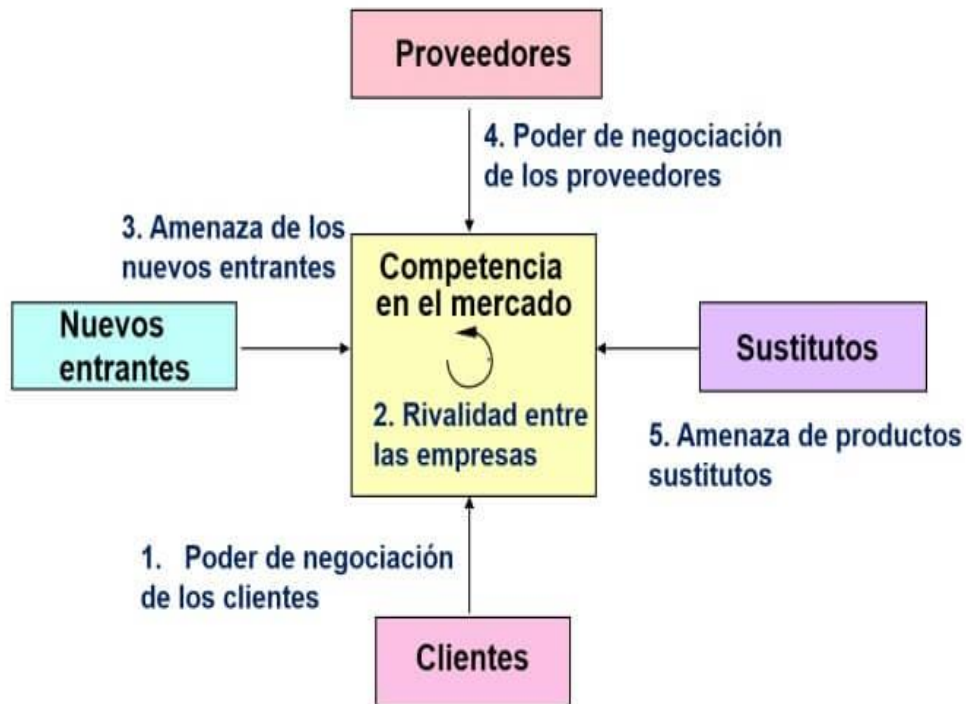 Proveedores
4. Poder de negociación
de los proveedores
3. Amenaza de los
nuevos entrantes
Competencia
en el mercado
Nuevos
entrantes
Sustitutos
2. Rivalidad entre
las empresas
5. Amenaza de productos
sustitutos
1. Poder de negociación
de los clientes
Clientes